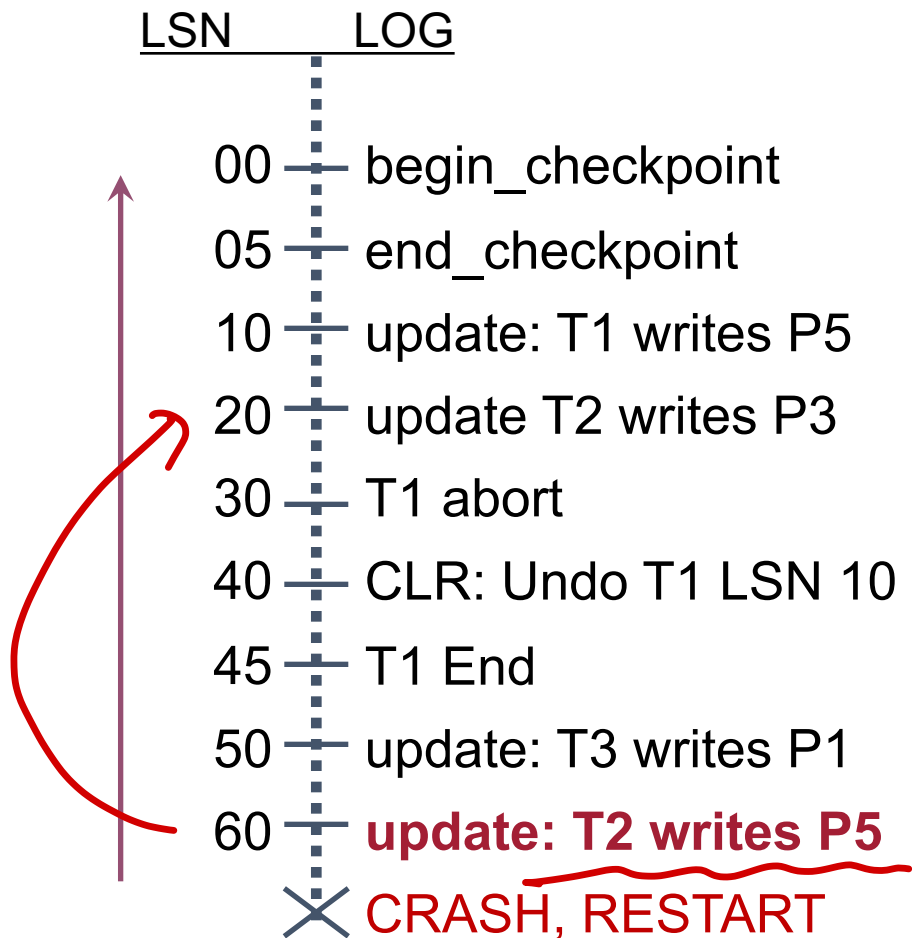 LSN LOG
00 begin_checkpoint
05 end_checkpoint
10 update: T1 writes P5
20 update T2 writes P3
30 T1 abort
40 CLR: Undo T1 LSN 10
45 T1 End
50 update: T3 writes P1
60 update: T2 writes P5
CRASH, RESTART